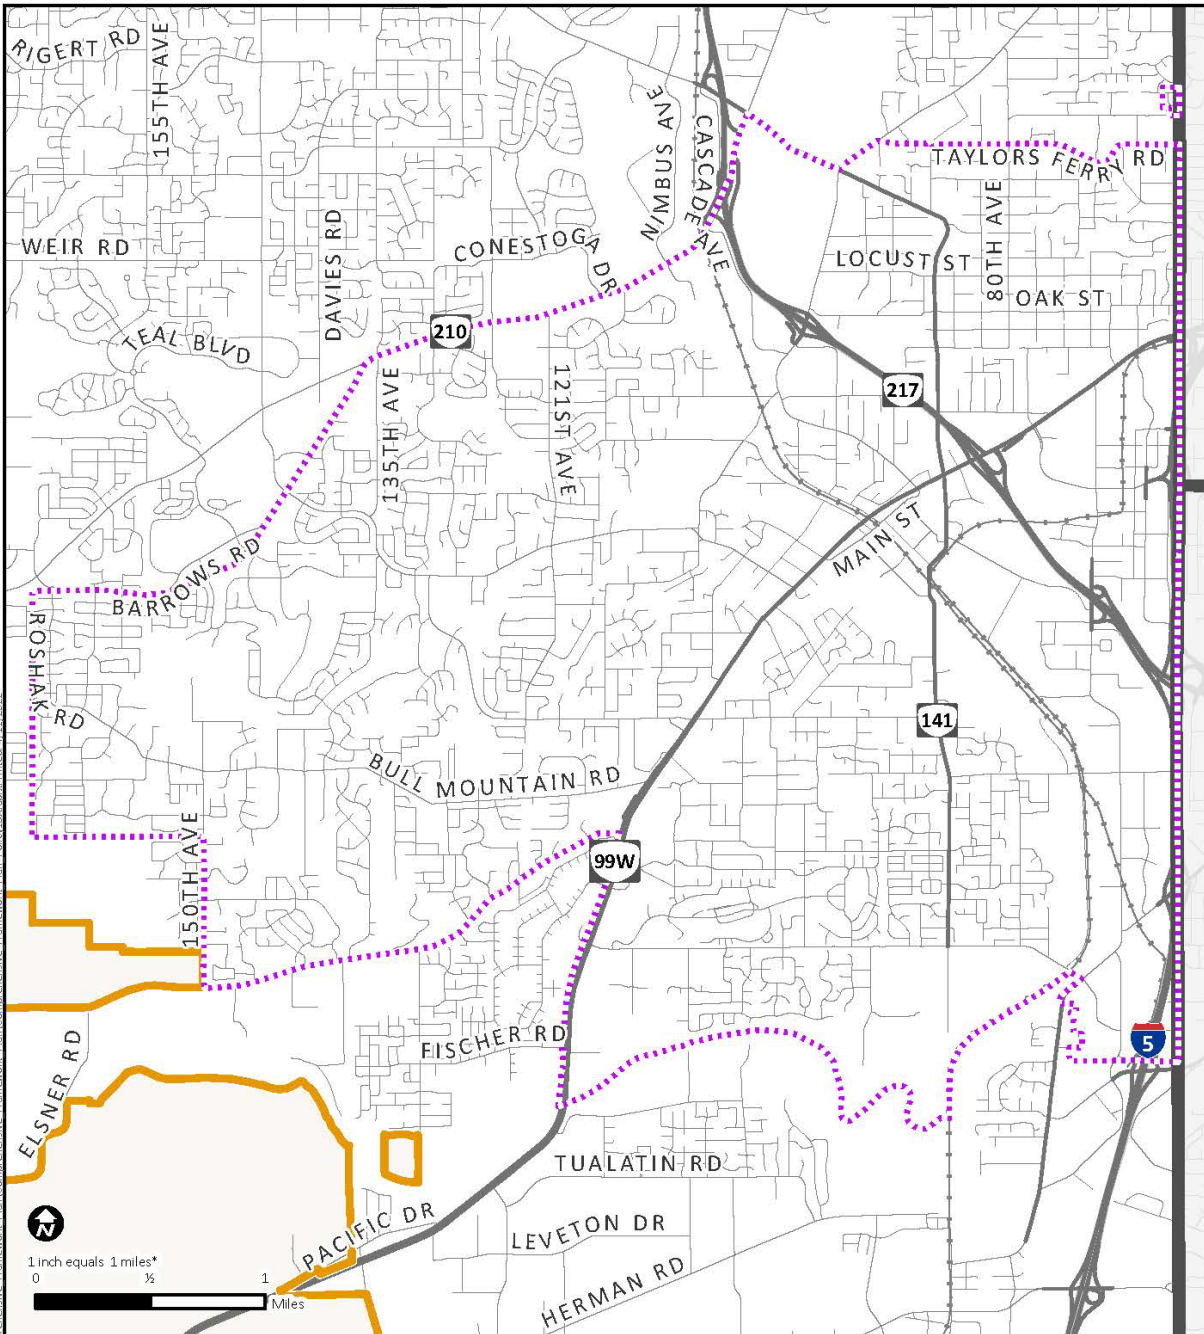 RIGERT RD
155TH AVE
NIMBUS AVE
CASCADE AVE
TAYLORS FERRY RD
80TH AVE
WEIR RD
DAVIES RD
CONESTOGA DR
LOCUST ST
OAK ST
TEAL BLVD
210
217
135TH AVE
121ST AVE
MAIN ST
BARROWS RD
ROSHAK RD
141
BULL MOUNTAIN RD
150TH AVE
99W
FISCHER RD
5
ELSNER RD
TUALATIN RD
PACIFIC DR
LEVETON DR
HERMAN RD
N
1 inch equals 1 miles*
0 ½ 1
Miles